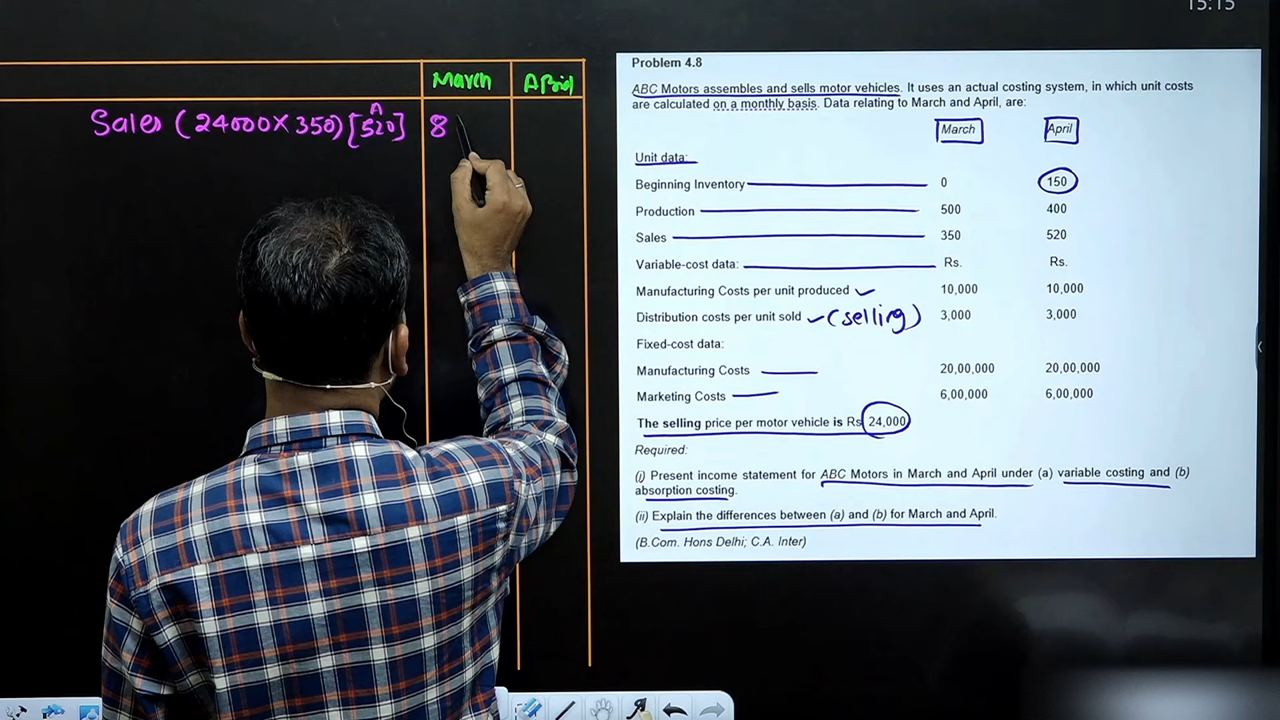 15:15
March April
Sales (24000 x 350) [520] 8
A
Problem 4.8
ABC Motors assembles and sells motor vehicles. It uses an actual costing system, in which unit costs
are calculated on a monthly basis. Data relating to March and April, are:
March April
Unit data:
Beginning Inventory 0 150
Production 500 400
Sales 350 520
Variable-cost data: Rs. Rs.
Manufacturing Costs per unit produced 10,000 10,000
Distribution costs per unit sold (selling) 3,000 3,000
Fixed-cost data:
Manufacturing Costs 20,00,000 20,00,000
Marketing Costs 6,00,000 6,00,000
The selling price per motor vehicle is Rs 24,000
Required:
(i) Present income statement for ABC Motors in March and April under (a) variable costing and (b)
absorption costing.
(ii) Explain the differences between (a) and (b) for March and April.
(B.Com. Hons Delhi; C.A. Inter)